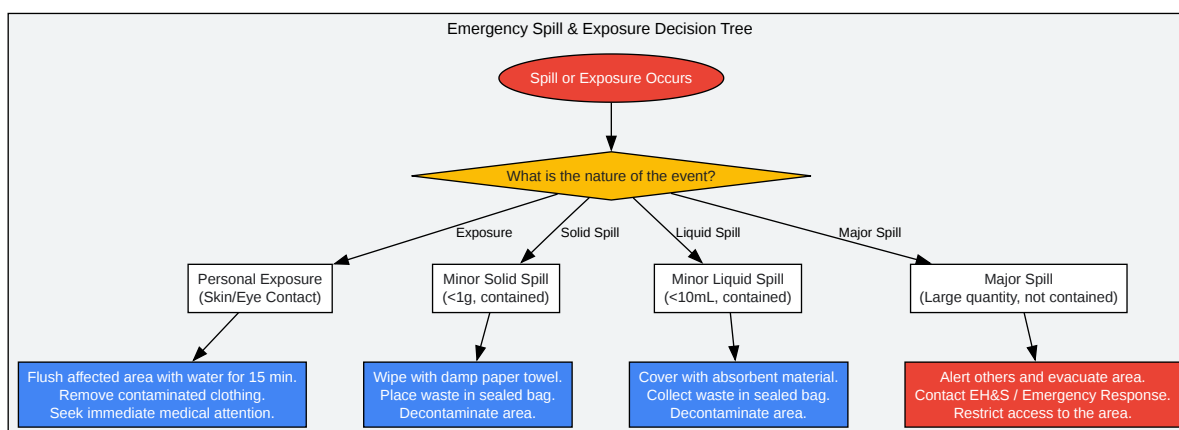 Emergency Spill & Exposure Decision Tree
Spill or Exposure Occurs
What is the nature of the event?
Exposure
Solid Spill
Liquid Spill
Major Spill
Personal Exposure
(Skin/Eye Contact)
Minor Solid Spill
(<1g, contained)
Minor Liquid Spill
(<10mL, contained)
Major Spill
(Large quantity, not contained)
Flush affected area with water for 15 min.
Remove contaminated clothing.
Seek immediate medical attention.
Wipe with damp paper towel.
Place waste in sealed bag.
Decontaminate area.
Cover with absorbent material.
Collect waste in sealed bag.
Decontaminate area.
Alert others and evacuate area.
Contact EH&S / Emergency Response.
Restrict access to the area.